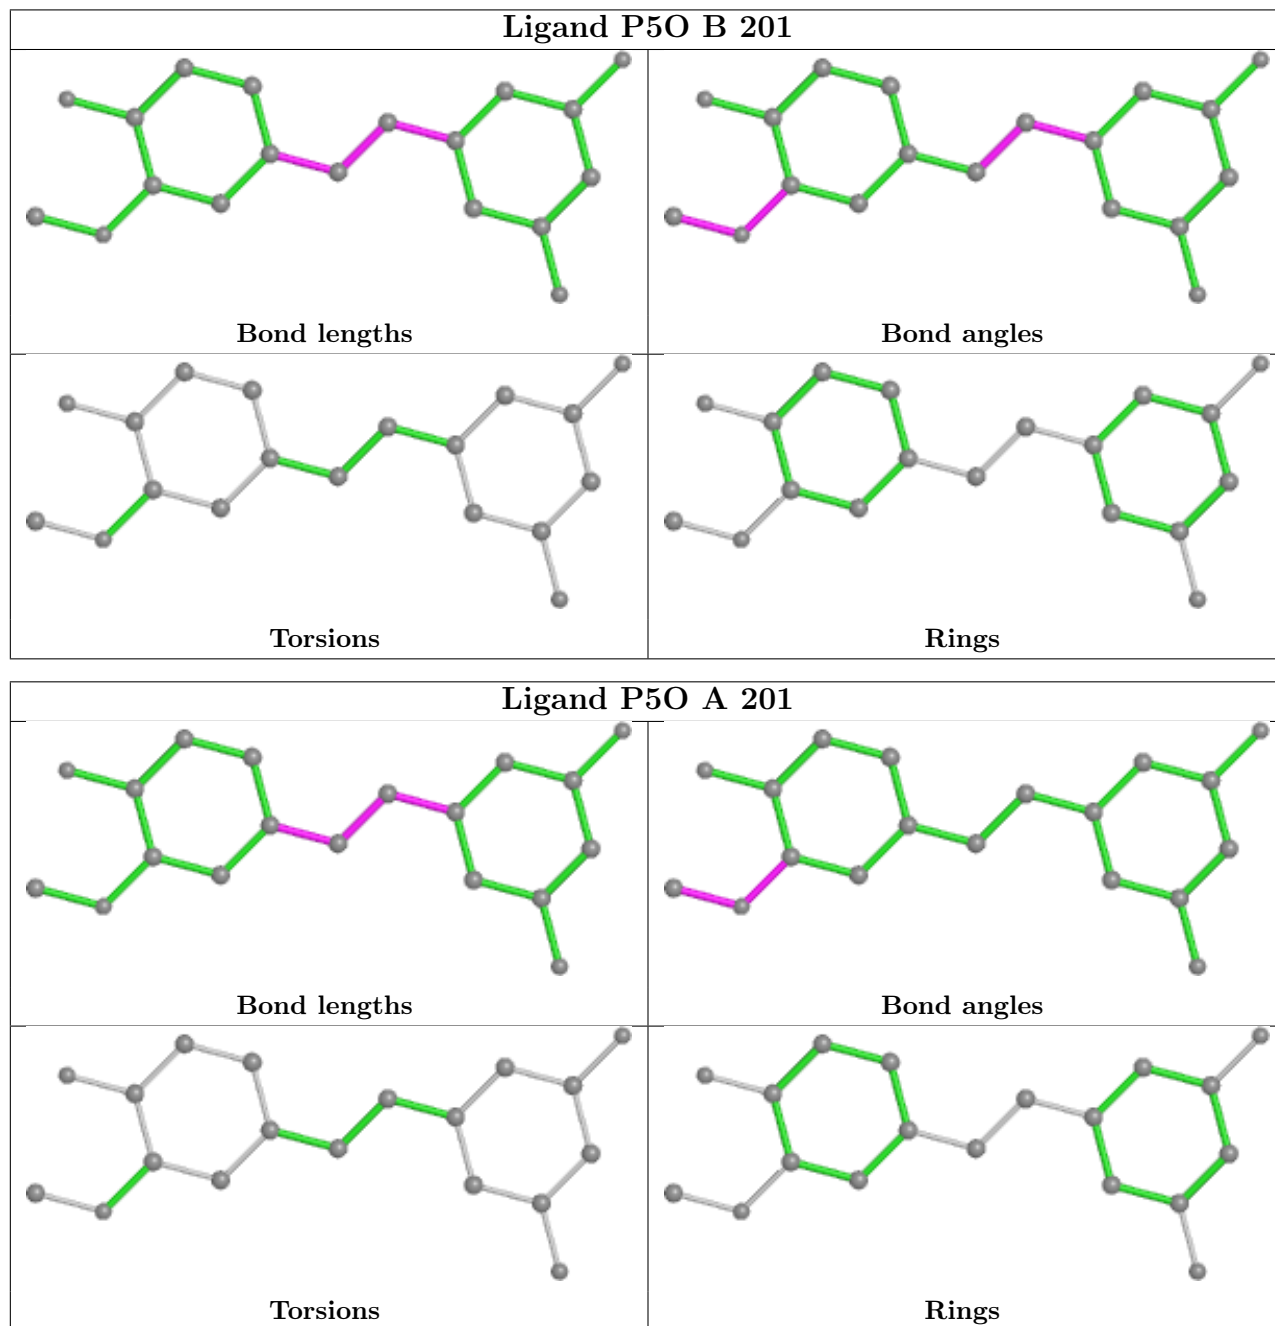 Ligand P5O B 201
Bond lengths Bond angles
Torsions Rings
Ligand P5O A 201
Bond lengths Bond angles
Torsions Rings